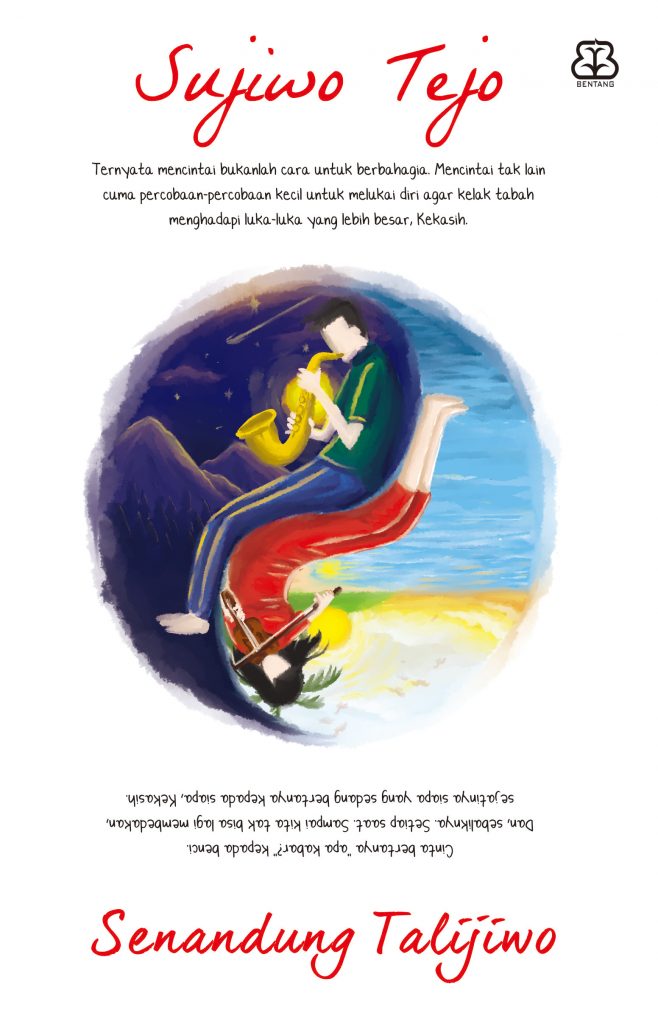 Sujiwo Tejo
BENTANG
Ternyata mencintai bukanlah cara untuk berbahagia. Mencintai tak lain
cuma percobaan-percobaan kecil untuk melukai diri agar kelak tabah
menghadapi luka-luka yang lebih besar, Kekasih.
Cinta bertanya "apa kabar?" kepada benci.
Dan, sebaliknya. Setiap saat. Sampai kita tak bisa lagi membedakan,
sejatinya siapa yang sedang bertanya kepada siapa, Kekasih.
Senandung Talijiwo